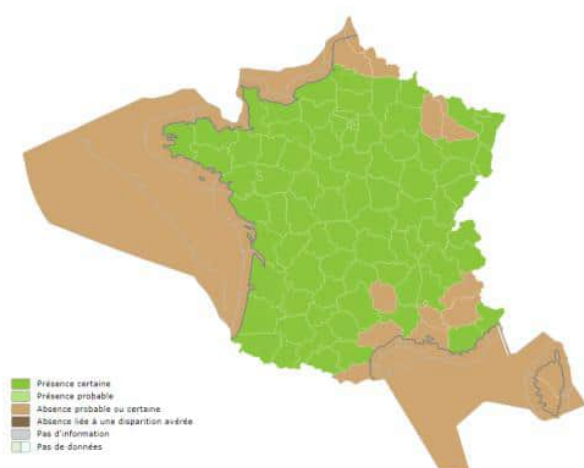 Présence certaine
Présence probable
Absence probable ou certaine
Absence liée à une disparition avérée
Pas d'information
Pas de données